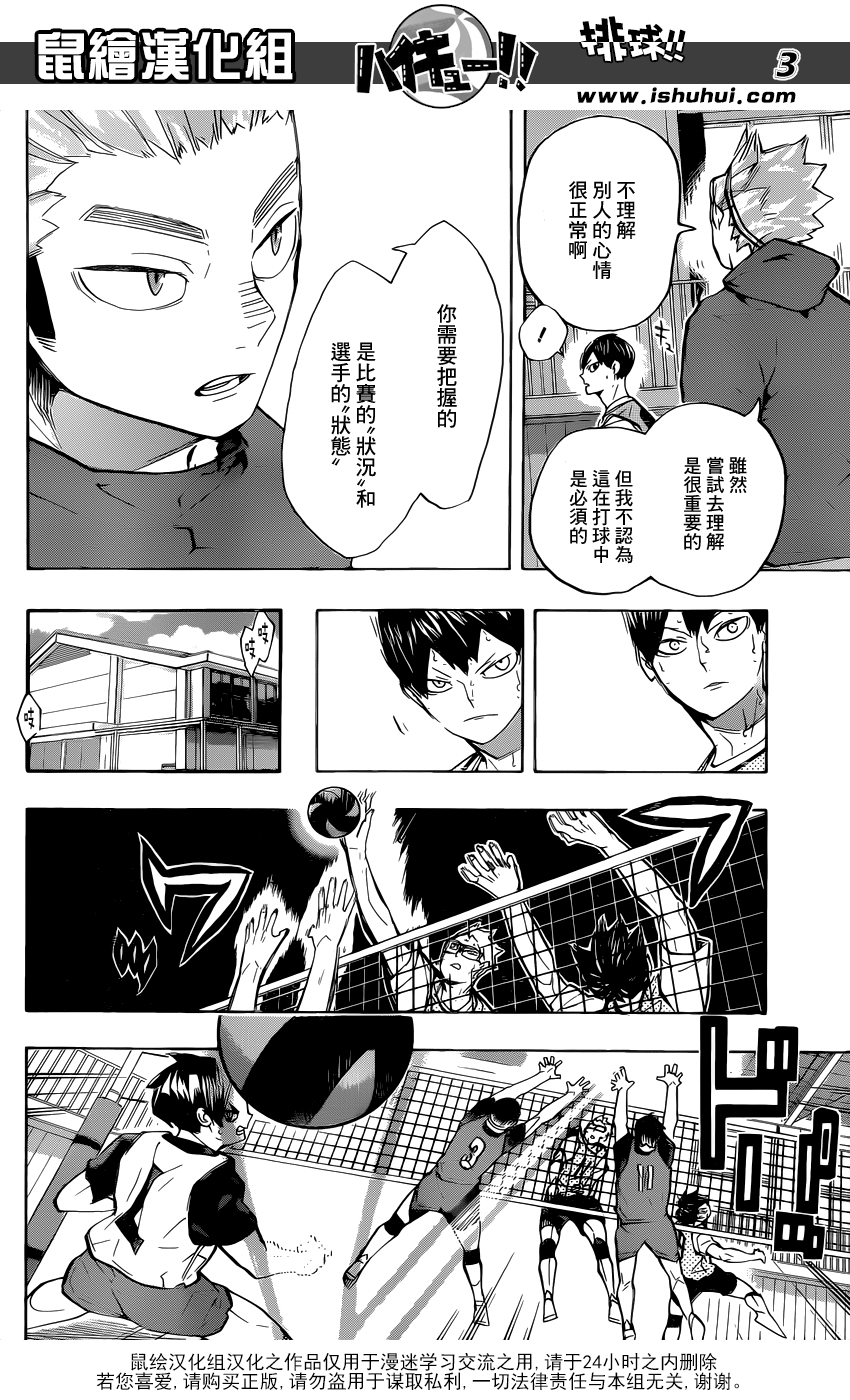 鼠繪漢化組
ハイキュー!!
排球!!
3
www.ishuhui.com
不理解
別人的心情
很正常啊
!
キュ
雖然
嘗試去理解
是很重要的
但我不認為
這在打球中
是必須的
你需要把握的
是比賽的〝狀況〞和
選手的〝狀態〞
吱
吱
吱
鼠绘汉化组汉化之作品仅用于漫迷学习交流之用, 请于24小时之内删除
若您喜爱, 请购买正版, 请勿盗用于谋取私利, 一切法律责任与本组无关, 谢谢。